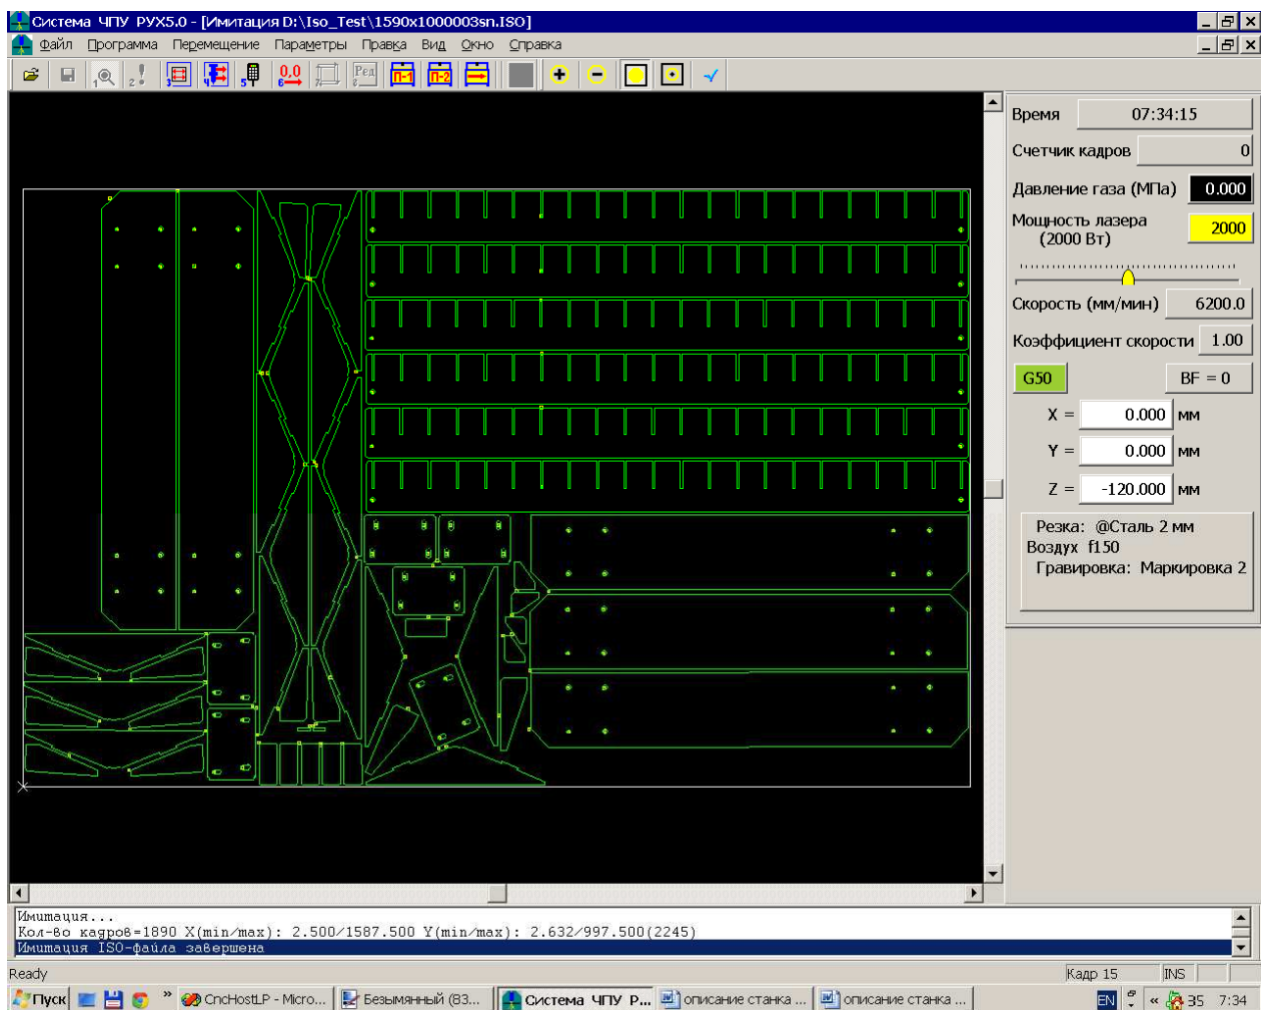 Система ЧПУ РУХ5.0 - [Имитация D:\Iso_Test\1590x1000003sn.ISO]
Файл Программа Перемещение Параметры Правка Вид Окно Справка
0,0 Ред П-1 П-2
Время 07:34:15
Счетчик кадров 0
Давление газа (МПа) 0.000
Мощность лазера
(2000 Вт) 2000
Скорость (мм/мин) 6200.0
Коэффициент скорости 1.00
G50 BF = 0
X = 0.000 мм
Y = 0.000 мм
Z = -120.000 мм
Резка: @Сталь 2 мм
Воздух f150
Гравировка: Маркировка 2
Имитация...
Кол-во кадров=1890 X(min/max): 2.500/1587.500 Y(min/max): 2.632/997.500(2245)
Имитация ISO-файла завершена
Ready Кадр 15 INS
Пуск » CncHostLP - Micro... Безымянный (83... Система ЧПУ Р... описание станка ... описание станка ... EN « 35 7:34